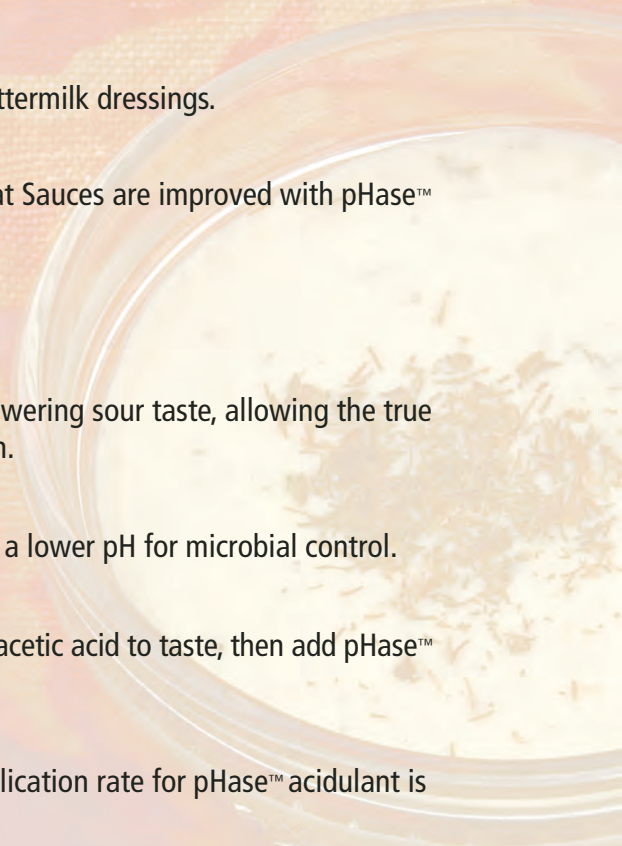 ttermilk dressings.
at Sauces are improved with pHase™
wering sour taste, allowing the true
n.
a lower pH for microbial control.
acetic acid to taste, then add pHase™
lication rate for pHase™ acidulant is